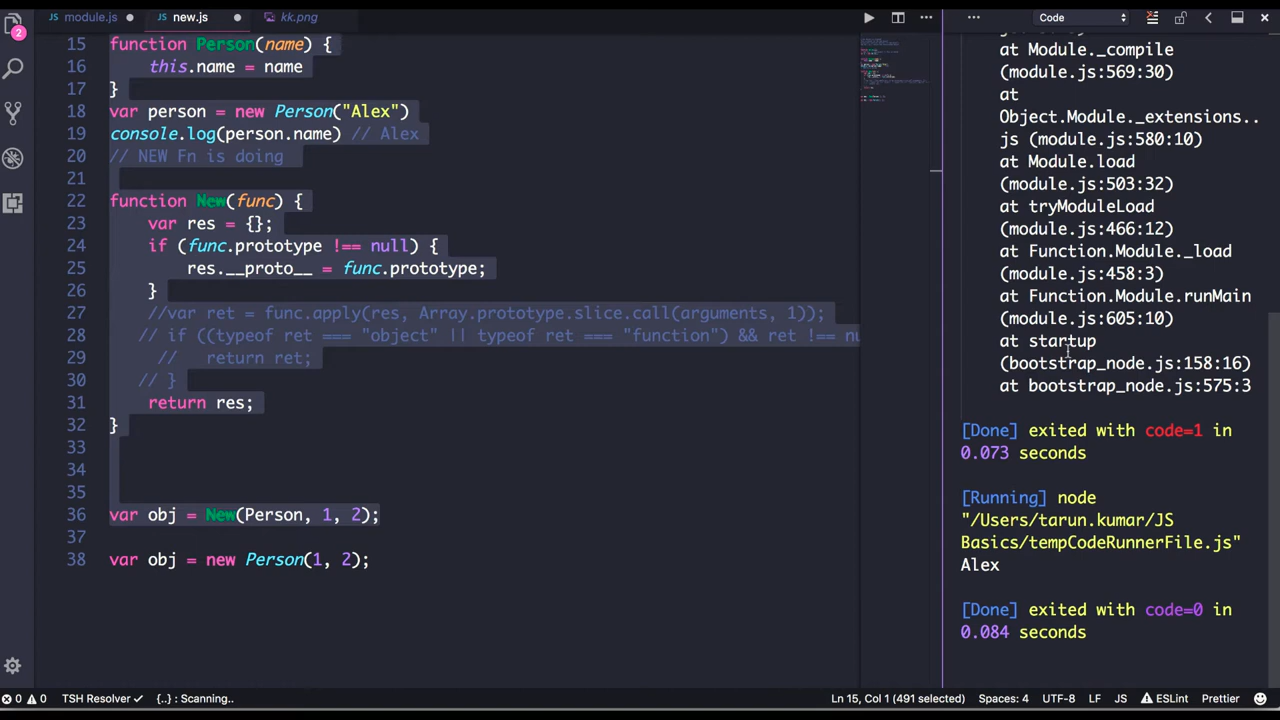 module.js
new.js
kk.png
Code
2
15 function Person(name) {
16 this.name = name
17 }
18 var person = new Person("Alex")
19 console.log(person.name) // Alex
20 // NEW Fn is doing
21
22 function New(func) {
23 var res = {};
24 if (func.prototype !== null) {
25 res.__proto__ = func.prototype;
26 }
27 //var ret = func.apply(res, Array.prototype.slice.call(arguments, 1));
28 // if ((typeof ret === "object" || typeof ret === "function") && ret !== nu
29 // return ret;
30 // }
31 return res;
32 }
33
34
35
36 var obj = New(Person, 1, 2);
37
38 var obj = new Person(1, 2);
at Module._compile
(module.js:569:30)
at
Object.Module._extensions..
js (module.js:580:10)
at Module.load
(module.js:503:32)
at tryModuleLoad
(module.js:466:12)
at Function.Module._load
(module.js:458:3)
at Function.Module.runMain
(module.js:605:10)
at startup
(bootstrap_node.js:158:16)
at bootstrap_node.js:575:3
[Done] exited with code=1 in
0.073 seconds
[Running] node
"/Users/tarun.kumar/JS
Basics/tempCodeRunnerFile.js"
Alex
[Done] exited with code=0 in
0.084 seconds
0 0 TSH Resolver {..} : Scanning.. Ln 15, Col 1 (491 selected) Spaces: 4 UTF-8 LF JS ESLint Prettier